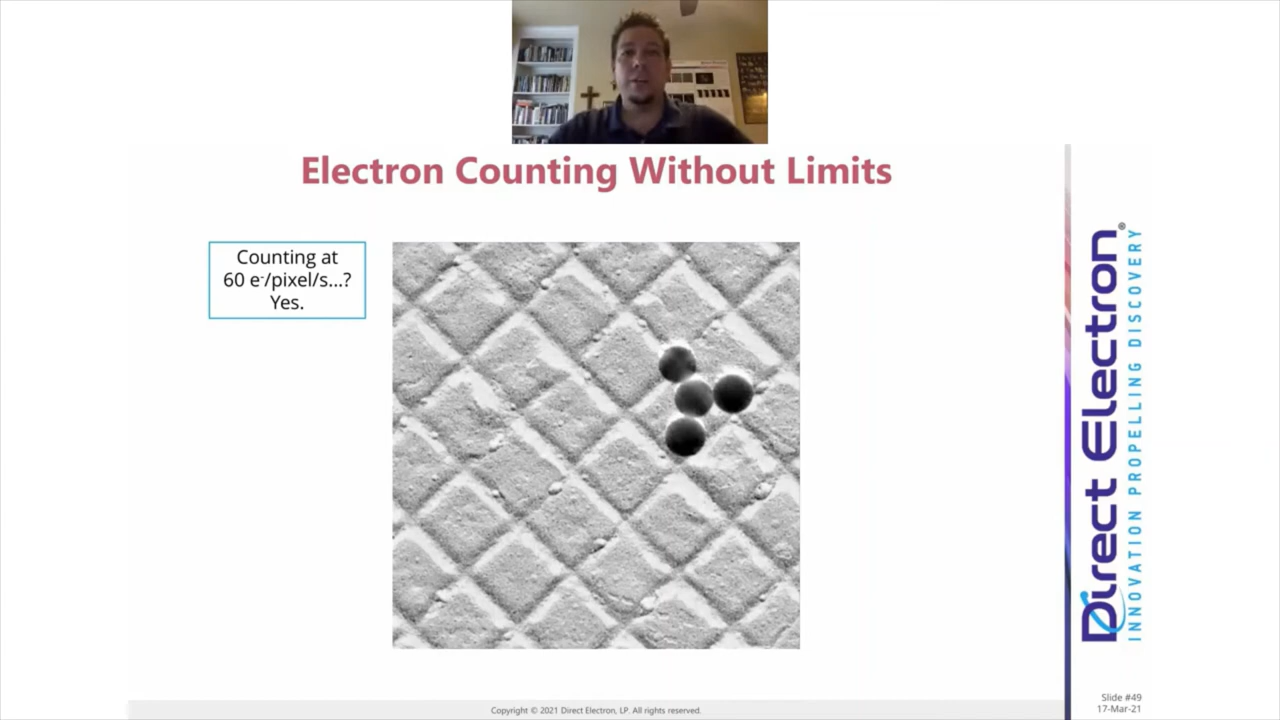 Electron Counting Without Limits
Counting at
60 e-/pixel/s...?
Yes.
Direct Electron®
INNOVATION PROPELLING DISCOVERY
Slide #49
17-Mar-21
Copyright © 2021 Direct Electron, LP. All rights reserved.